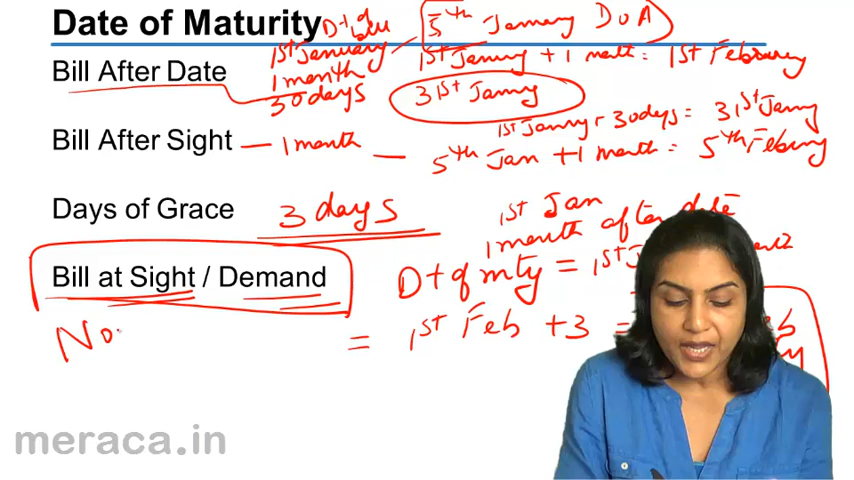 Date of Maturity
Dt of bill
5th January DoA
1st January
1 month
30 days
1st January + 1 month = 1st February
Bill After Date
31st January
1st January + 30 days = 31st January
Bill After Sight — 1 month — 5th Jan + 1 month = 5th February
Days of Grace 3 days
1st Jan
1 month after date
Bill at Sight / Demand
Dt of mty = 1st
= 1st Feb + 3 =
No
meraca.in